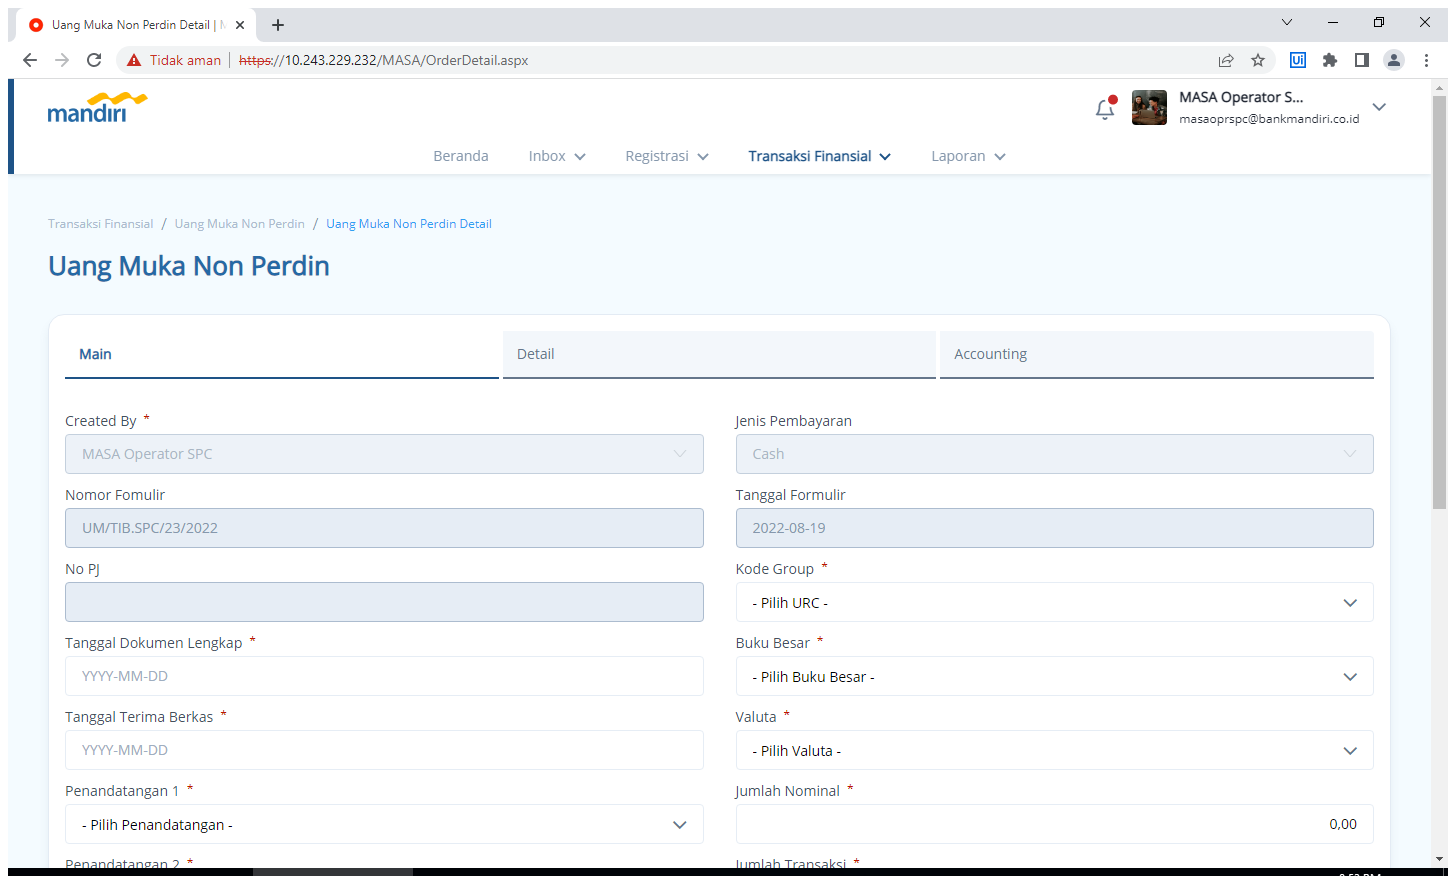 Uang Muka Non Perdin Detail |
Tidak aman
https://10.243.229.232/MASA/OrderDetail.aspx
Ui
mandiri
MASA Operator S...
masaoprspc@bankmandiri.co.id
Beranda
Inbox
Registrasi
Transaksi Finansial
Laporan
Transaksi Finansial / Uang Muka Non Perdin / Uang Muka Non Perdin Detail
Uang Muka Non Perdin
Main
Detail
Accounting
Created By *
MASA Operator SPC
Jenis Pembayaran
Cash
Nomor Fomulir
UM/TIB.SPC/23/2022
Tanggal Formulir
2022-08-19
No PJ
Kode Group *
- Pilih URC -
Tanggal Dokumen Lengkap *
YYYY-MM-DD
Buku Besar *
- Pilih Buku Besar -
Tanggal Terima Berkas *
YYYY-MM-DD
Valuta *
- Pilih Valuta -
Penandatangan 1 *
- Pilih Penandatangan -
Jumlah Nominal *
0,00
Penandatangan 2 *
Jumlah Transaksi *